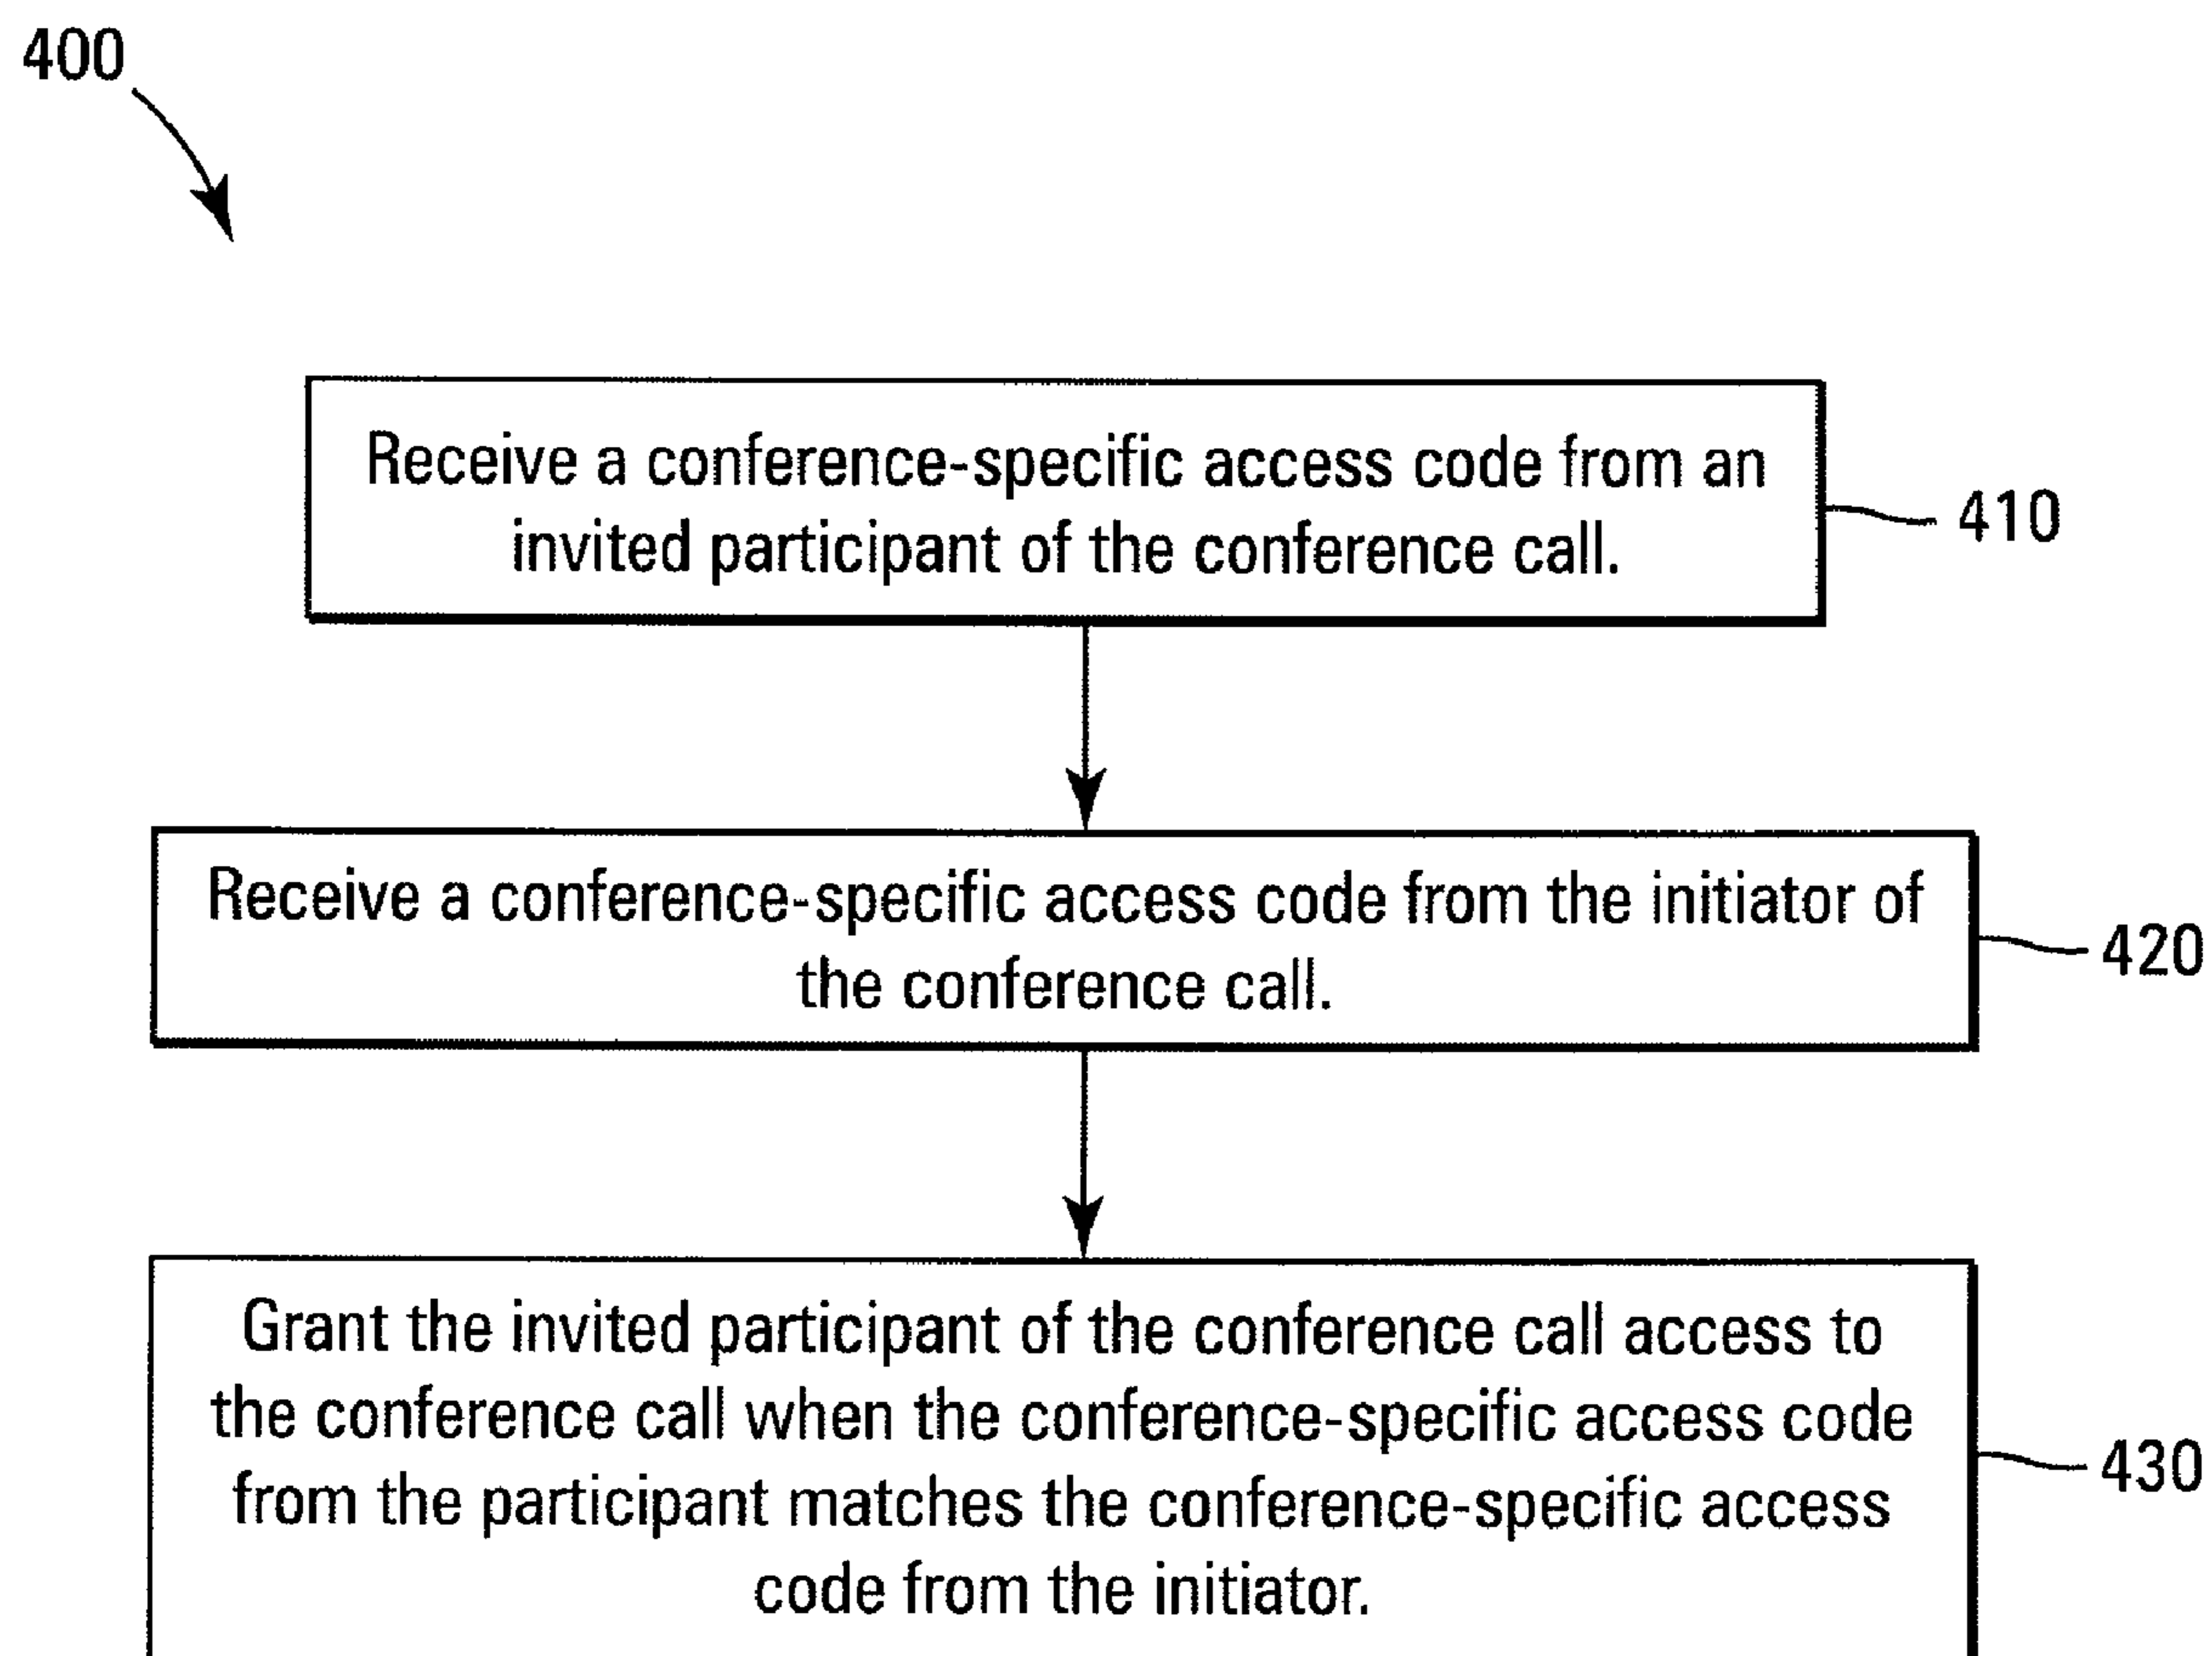 400
Receive a conference-specific access code from an
invited participant of the conference call.
410
Receive a conference-specific access code from the initiator of
the conference call.
420
Grant the invited participant of the conference call access to
the conference call when the conference-specific access code
from the participant matches the conference-specific access
code from the initiator.
430